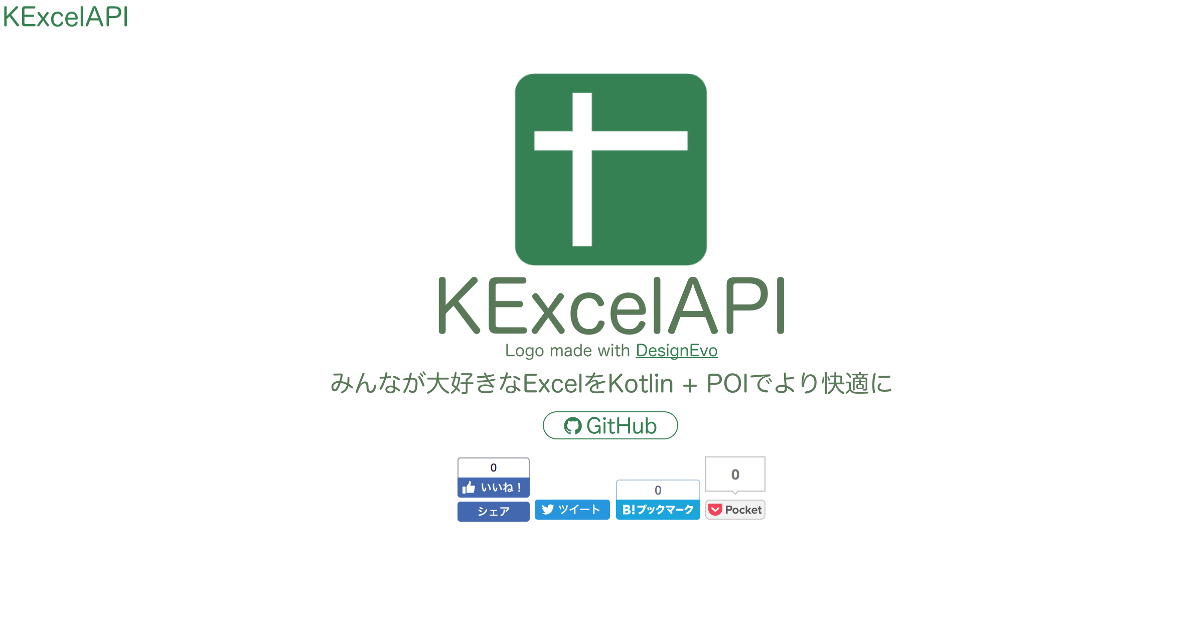 KExcelAPI
KExcelAPI
Logo made with DesignEvo
みんなが大好きなExcelをKotlin + POIでより快適に
GitHub
0
いいね！
シェア
ツイート
0
B!ブックマーク
0
Pocket